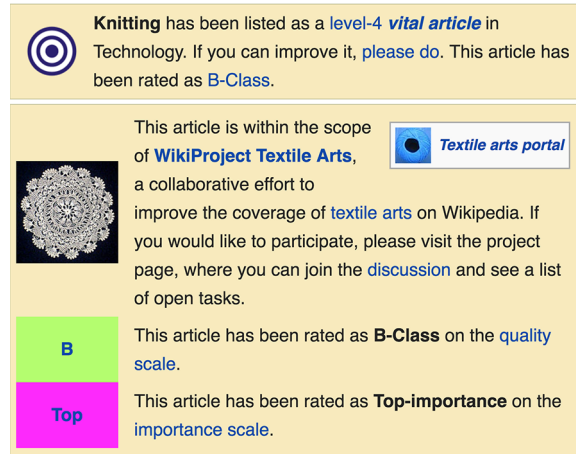 Knitting has been listed as a level-4 vital article in
Technology. If you can improve it, please do. This article has
been rated as B-Class.
This article is within the scope
of WikiProject Textile Arts,
a collaborative effort to
improve the coverage of textile arts on Wikipedia. If
you would like to participate, please visit the project
page, where you can join the discussion and see a list
of open tasks.
Textile arts portal
B
This article has been rated as B-Class on the quality
scale.
Top
This article has been rated as Top-importance on the
importance scale.